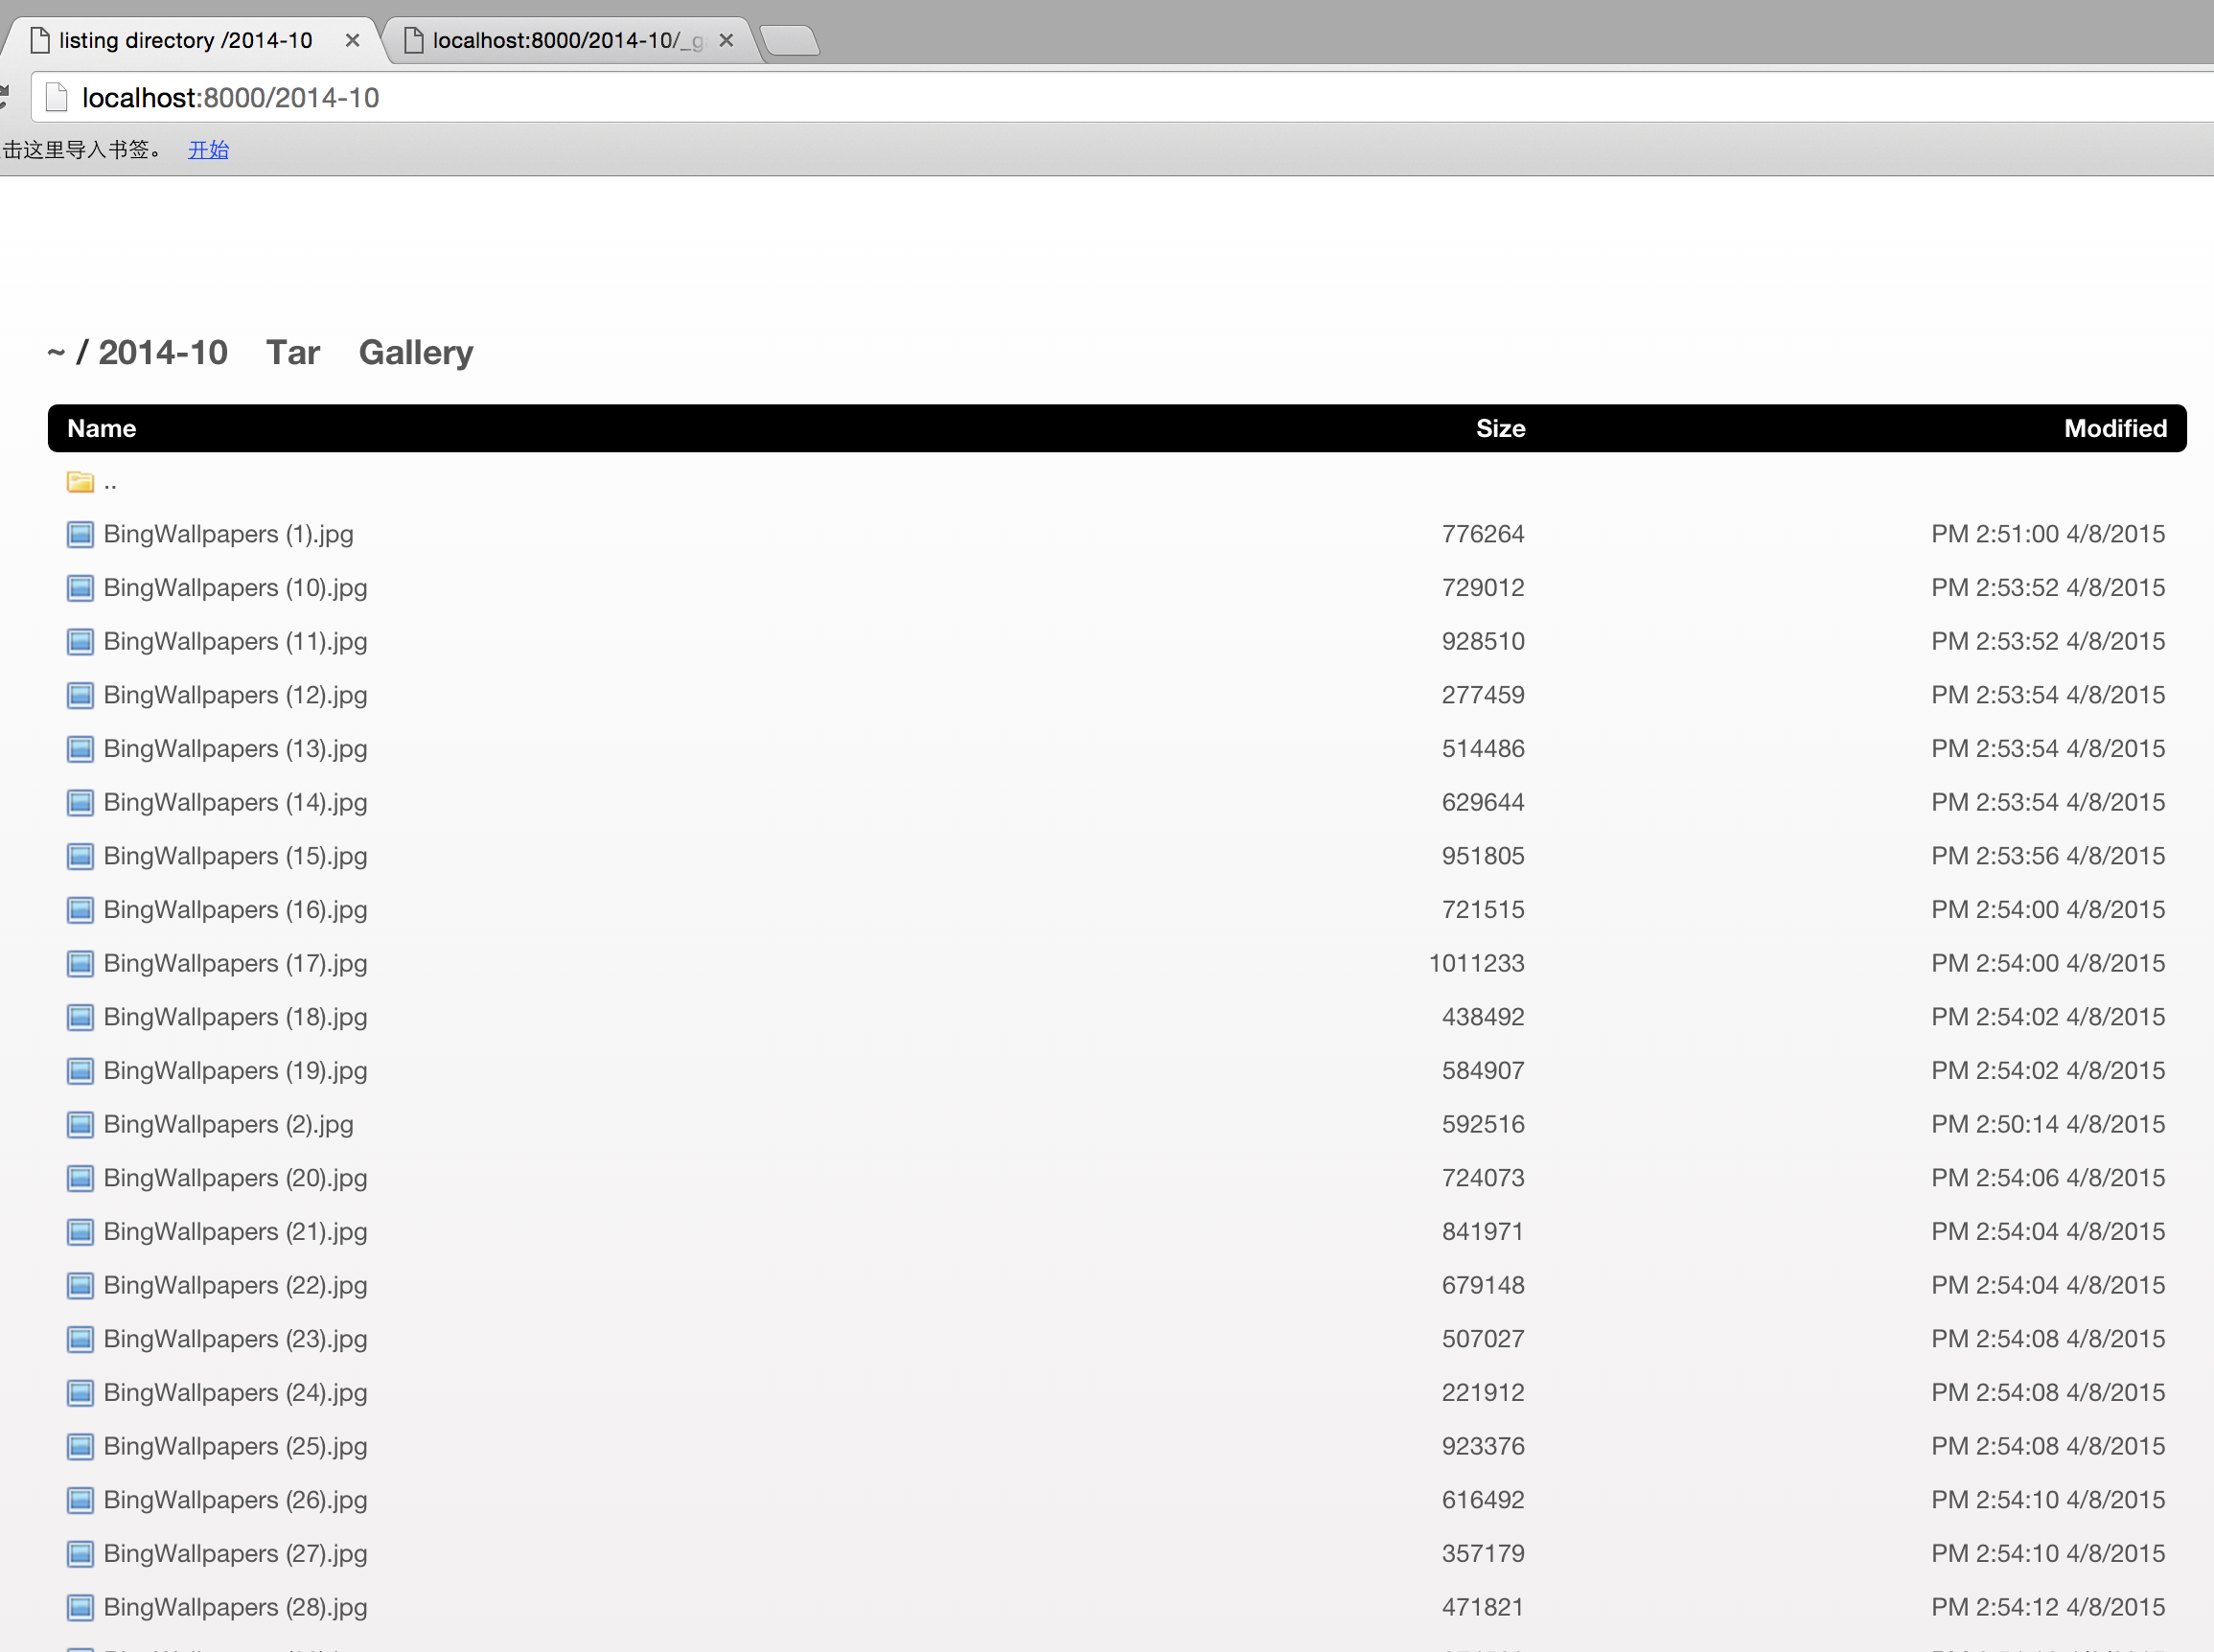 listing directory /2014-10
localhost:8000/2014-10/_g
localhost:8000/2014-10
击这里导入书签。 开始
~ / 2014-10 Tar Gallery
Name Size Modified
..
BingWallpapers (1).jpg 776264 PM 2:51:00 4/8/2015
BingWallpapers (10).jpg 729012 PM 2:53:52 4/8/2015
BingWallpapers (11).jpg 928510 PM 2:53:52 4/8/2015
BingWallpapers (12).jpg 277459 PM 2:53:54 4/8/2015
BingWallpapers (13).jpg 514486 PM 2:53:54 4/8/2015
BingWallpapers (14).jpg 629644 PM 2:53:54 4/8/2015
BingWallpapers (15).jpg 951805 PM 2:53:56 4/8/2015
BingWallpapers (16).jpg 721515 PM 2:54:00 4/8/2015
BingWallpapers (17).jpg 1011233 PM 2:54:00 4/8/2015
BingWallpapers (18).jpg 438492 PM 2:54:02 4/8/2015
BingWallpapers (19).jpg 584907 PM 2:54:02 4/8/2015
BingWallpapers (2).jpg 592516 PM 2:50:14 4/8/2015
BingWallpapers (20).jpg 724073 PM 2:54:06 4/8/2015
BingWallpapers (21).jpg 841971 PM 2:54:04 4/8/2015
BingWallpapers (22).jpg 679148 PM 2:54:04 4/8/2015
BingWallpapers (23).jpg 507027 PM 2:54:08 4/8/2015
BingWallpapers (24).jpg 221912 PM 2:54:08 4/8/2015
BingWallpapers (25).jpg 923376 PM 2:54:08 4/8/2015
BingWallpapers (26).jpg 616492 PM 2:54:10 4/8/2015
BingWallpapers (27).jpg 357179 PM 2:54:10 4/8/2015
BingWallpapers (28).jpg 471821 PM 2:54:12 4/8/2015